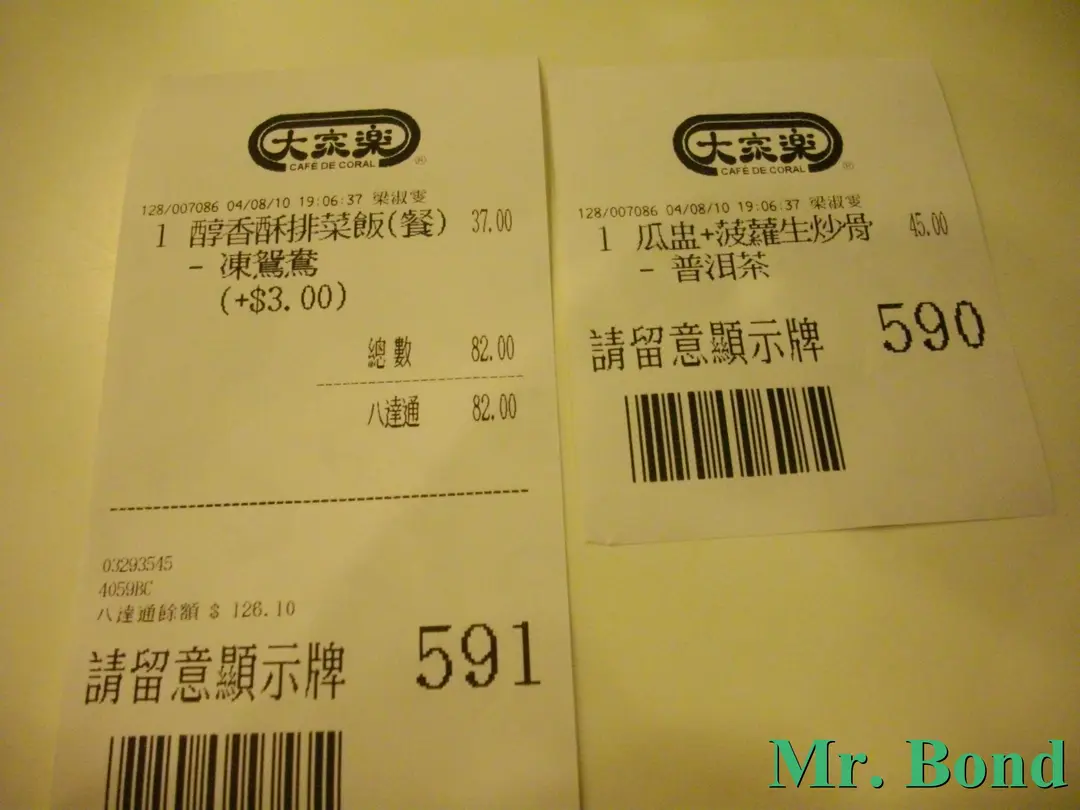 大家樂
CAFÉ DE CORAL
128/007086 04/08/10 19:06:37 梁淑雯
1 醇香酥排菜飯(餐) 37.00
- 凍鴛鴦
(+$3.00)
總數 82.00
八達通 82.00
03293545
4059BC
八達通餘額 $ 126.10
請留意顯示牌 591
大家樂
CAFÉ DE CORAL
128/007086 04/08/10 19:06:37 梁淑雯
1 瓜盅+菠蘿生炒骨 45.00
- 普洱茶
請留意顯示牌 590
Mr. Bond